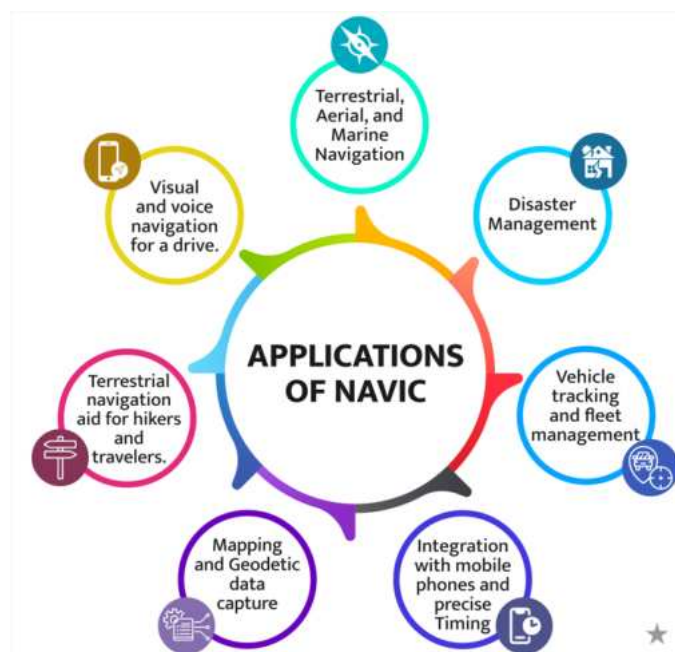 Terrestrial,
Aerial, and
Marine
Navigation
Disaster
Management
Vehicle
tracking
and fleet
management
Integration
with mobile
phones and
precise
Timing
Mapping
and Geodetic
data
capture
Terrestrial
navigation
aid for hikers
and
travelers.
Visual
and voice
navigation
for a drive.
APPLICATIONS
OF NAVIC